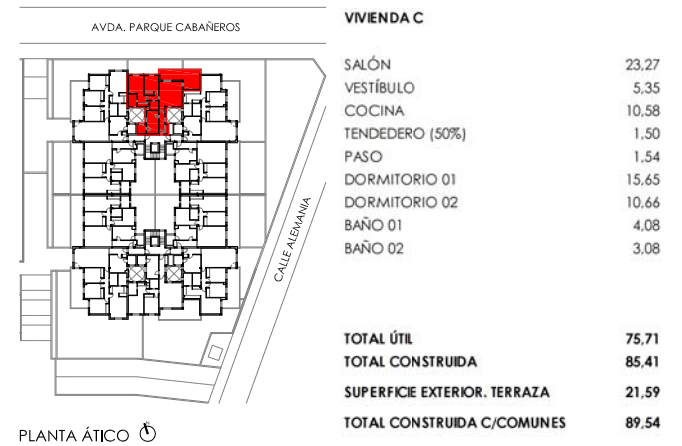 AVDA. PARQUE CABAÑEROS
CALLE ALEMANIA
PLANTA ÁTICO
VIVIENDA C
SALÓN 23,27
VESTÍBULO 5,35
COCINA 10,58
TENDEDERO (50%) 1,50
PASO 1,54
DORMITORIO 01 15,65
DORMITORIO 02 10,66
BAÑO 01 4,08
BAÑO 02 3,08
TOTAL ÚTIL 75,71
TOTAL CONSTRUIDA 85,41
SUPERFICIE EXTERIOR. TERRAZA 21,59
TOTAL CONSTRUIDA C/COMUNES 89,54